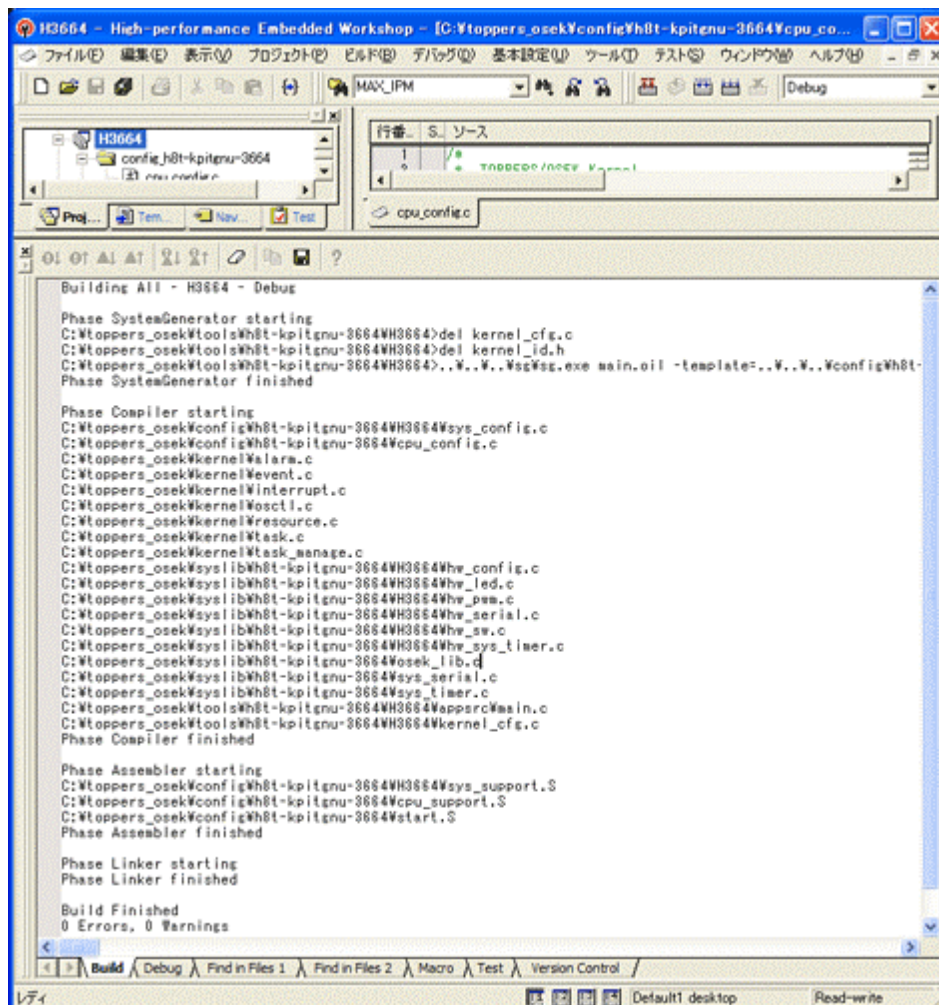 H3664 - High-performance Embedded Workshop - [C:¥toppers_osek¥config¥h8t-kpitgnu-3664¥cpu_co...
ファイル(F) 編集(E) 表示(V) プロジェクト(P) ビルド(B) デバッグ(D) 基本設定(U) ツール(T) テスト(S) ウィンドウ(W) ヘルプ(H)
MAX_IPM
Debug
H3664
config_h8t-kpitgnu-3664
cpu_config.c
行番.. S.. ソース
1 /*
2 * TOPPERS/OSEK Kernel
Proj... Tem... Nav... Test
cpu_config.c
Building All - H3664 - Debug
Phase SystemGenerator starting
C:¥toppers_osek¥tools¥h8t-kpitgnu-3664¥H3664>del kernel_cfg.c
C:¥toppers_osek¥tools¥h8t-kpitgnu-3664¥H3664>del kernel_id.h
C:¥toppers_osek¥tools¥h8t-kpitgnu-3664¥H3664>..¥..¥..¥sg¥sg.exe main.oil -template=..¥..¥..¥config¥h8t-
Phase SystemGenerator finished
Phase Compiler starting
C:¥toppers_osek¥config¥h8t-kpitgnu-3664¥H3664¥sys_config.c
C:¥toppers_osek¥config¥h8t-kpitgnu-3664¥cpu_config.c
C:¥toppers_osek¥kernel¥alarm.c
C:¥toppers_osek¥kernel¥event.c
C:¥toppers_osek¥kernel¥interrupt.c
C:¥toppers_osek¥kernel¥osctl.c
C:¥toppers_osek¥kernel¥resource.c
C:¥toppers_osek¥kernel¥task.c
C:¥toppers_osek¥kernel¥task_manage.c
C:¥toppers_osek¥syslib¥h8t-kpitgnu-3664¥H3664¥hw_config.c
C:¥toppers_osek¥syslib¥h8t-kpitgnu-3664¥H3664¥hw_led.c
C:¥toppers_osek¥syslib¥h8t-kpitgnu-3664¥H3664¥hw_pwm.c
C:¥toppers_osek¥syslib¥h8t-kpitgnu-3664¥H3664¥hw_serial.c
C:¥toppers_osek¥syslib¥h8t-kpitgnu-3664¥H3664¥hw_sw.c
C:¥toppers_osek¥syslib¥h8t-kpitgnu-3664¥H3664¥hw_sys_timer.c
C:¥toppers_osek¥syslib¥h8t-kpitgnu-3664¥osek_lib.c
C:¥toppers_osek¥syslib¥h8t-kpitgnu-3664¥sys_serial.c
C:¥toppers_osek¥syslib¥h8t-kpitgnu-3664¥sys_timer.c
C:¥toppers_osek¥tools¥h8t-kpitgnu-3664¥H3664¥appsrc¥main.c
C:¥toppers_osek¥tools¥h8t-kpitgnu-3664¥H3664¥kernel_cfg.c
Phase Compiler finished
Phase Assembler starting
C:¥toppers_osek¥config¥h8t-kpitgnu-3664¥H3664¥sys_support.S
C:¥toppers_osek¥config¥h8t-kpitgnu-3664¥cpu_support.S
C:¥toppers_osek¥config¥h8t-kpitgnu-3664¥start.S
Phase Assembler finished
Phase Linker starting
Phase Linker finished
Build Finished
0 Errors, 0 Warnings
Build Debug Find in Files 1 Find in Files 2 Macro Test Version Control
レディ Default1 desktop Read-write